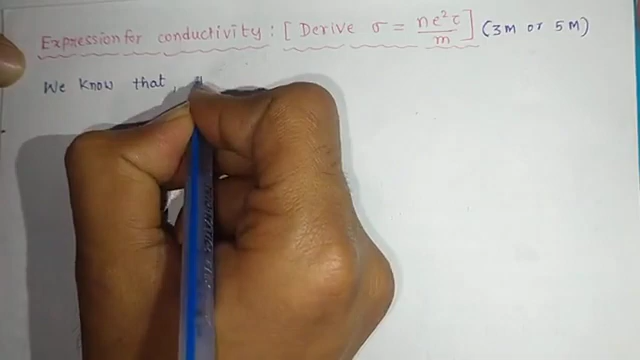 Expression for conductivity : [ Derive σ = ne²τ/m ] (3M or 5M)
We know that,